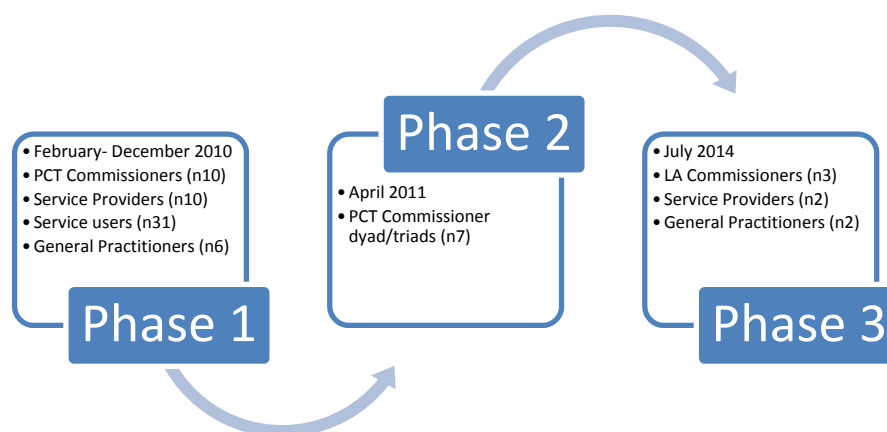 • February- December 2010
• PCT Commissioners (n10)
• Service Providers (n10)
• Service users (n31)
• General Practitioners (n6)
Phase 1
Phase 2
• April 2011
• PCT Commissioner
dyad/triads (n7)
• July 2014
• LA Commissioners (n3)
• Service Providers (n2)
• General Practitioners (n2)
Phase 3